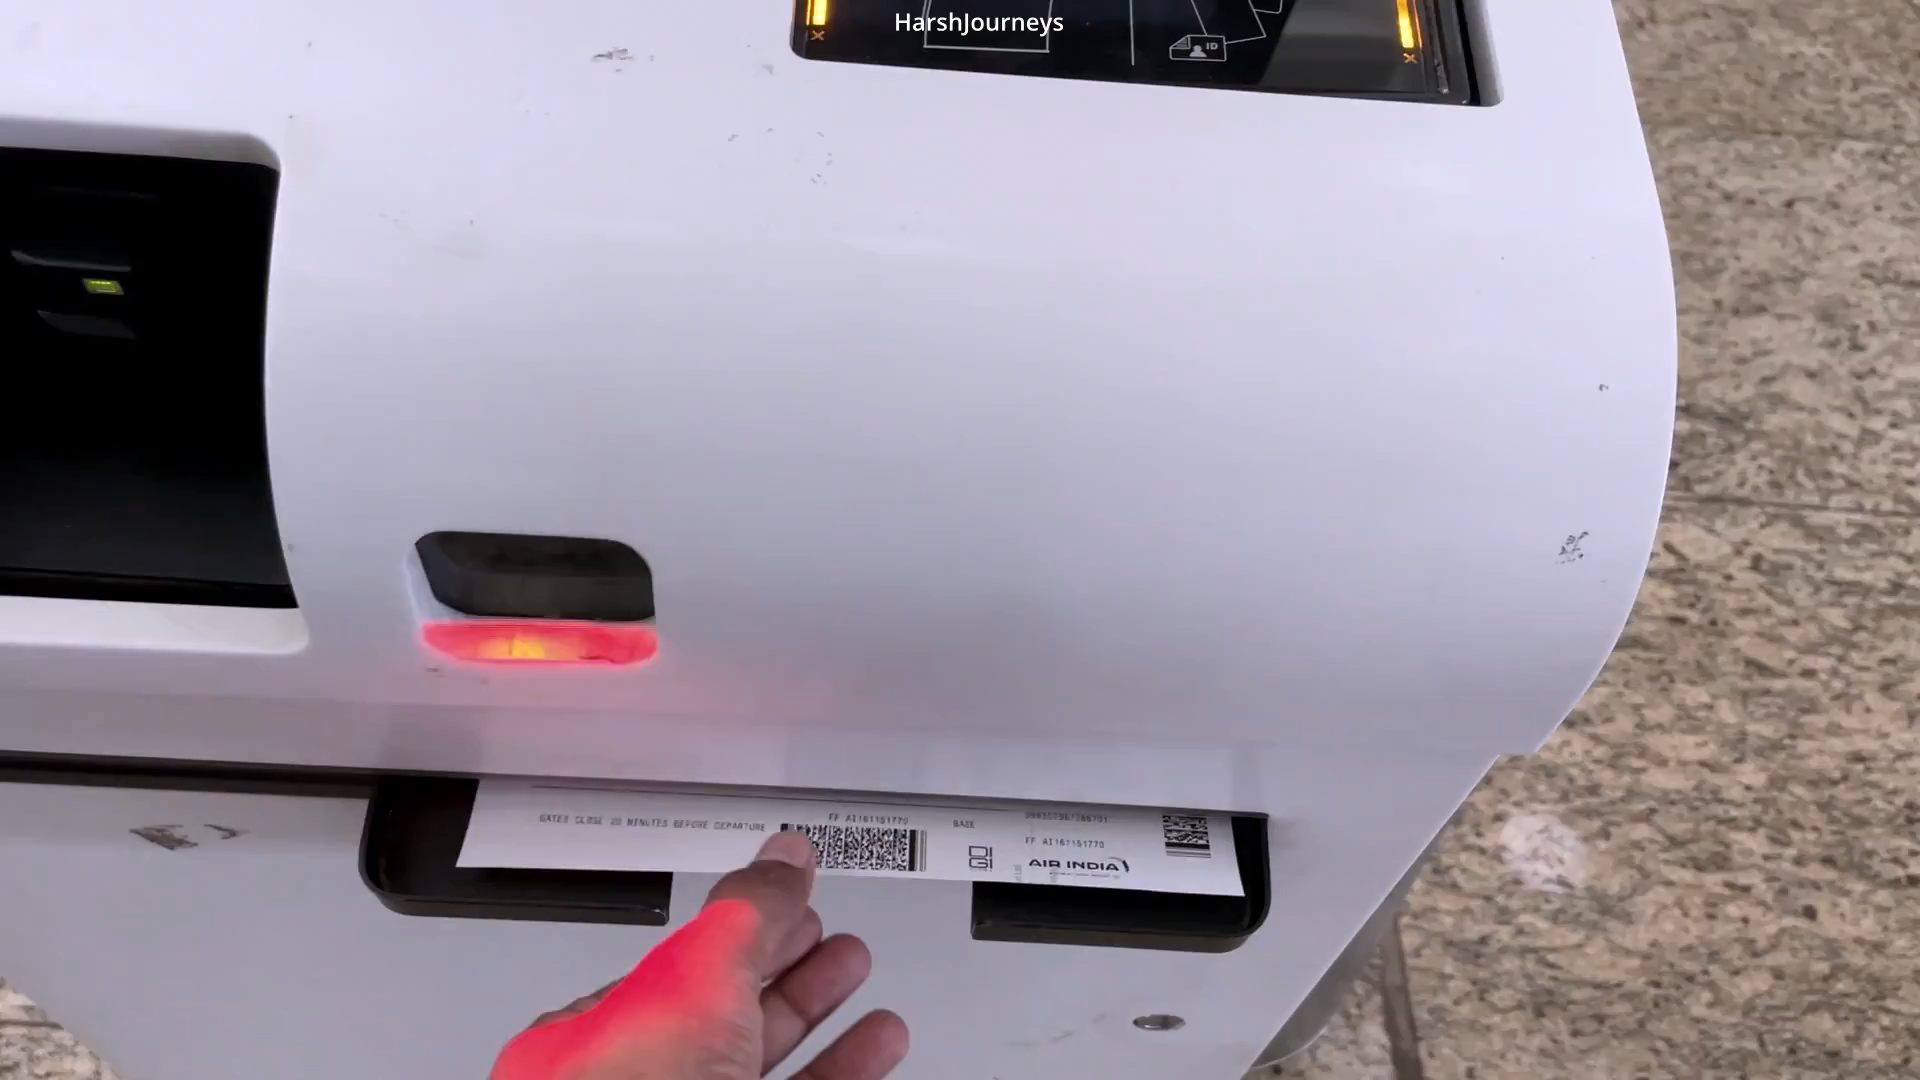 HarshJourneys
ID
GATES CLOSE 20 MINUTES BEFORE DEPARTURE
FF AI161151770
BASE
FF AI161151770
DIGI
AIR INDIA